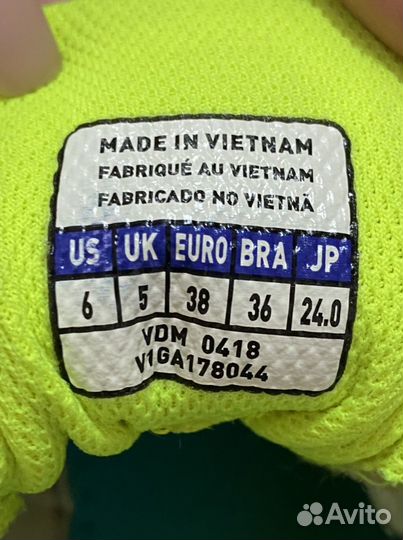 MADE IN VIETNAM
FABRIQUÉ AU VIETNAM
FABRICADO NO VIETNÃ
US UK EURO BRA JP
6 5 38 36 24.0
VDM 0418
V1GA178044
Avito